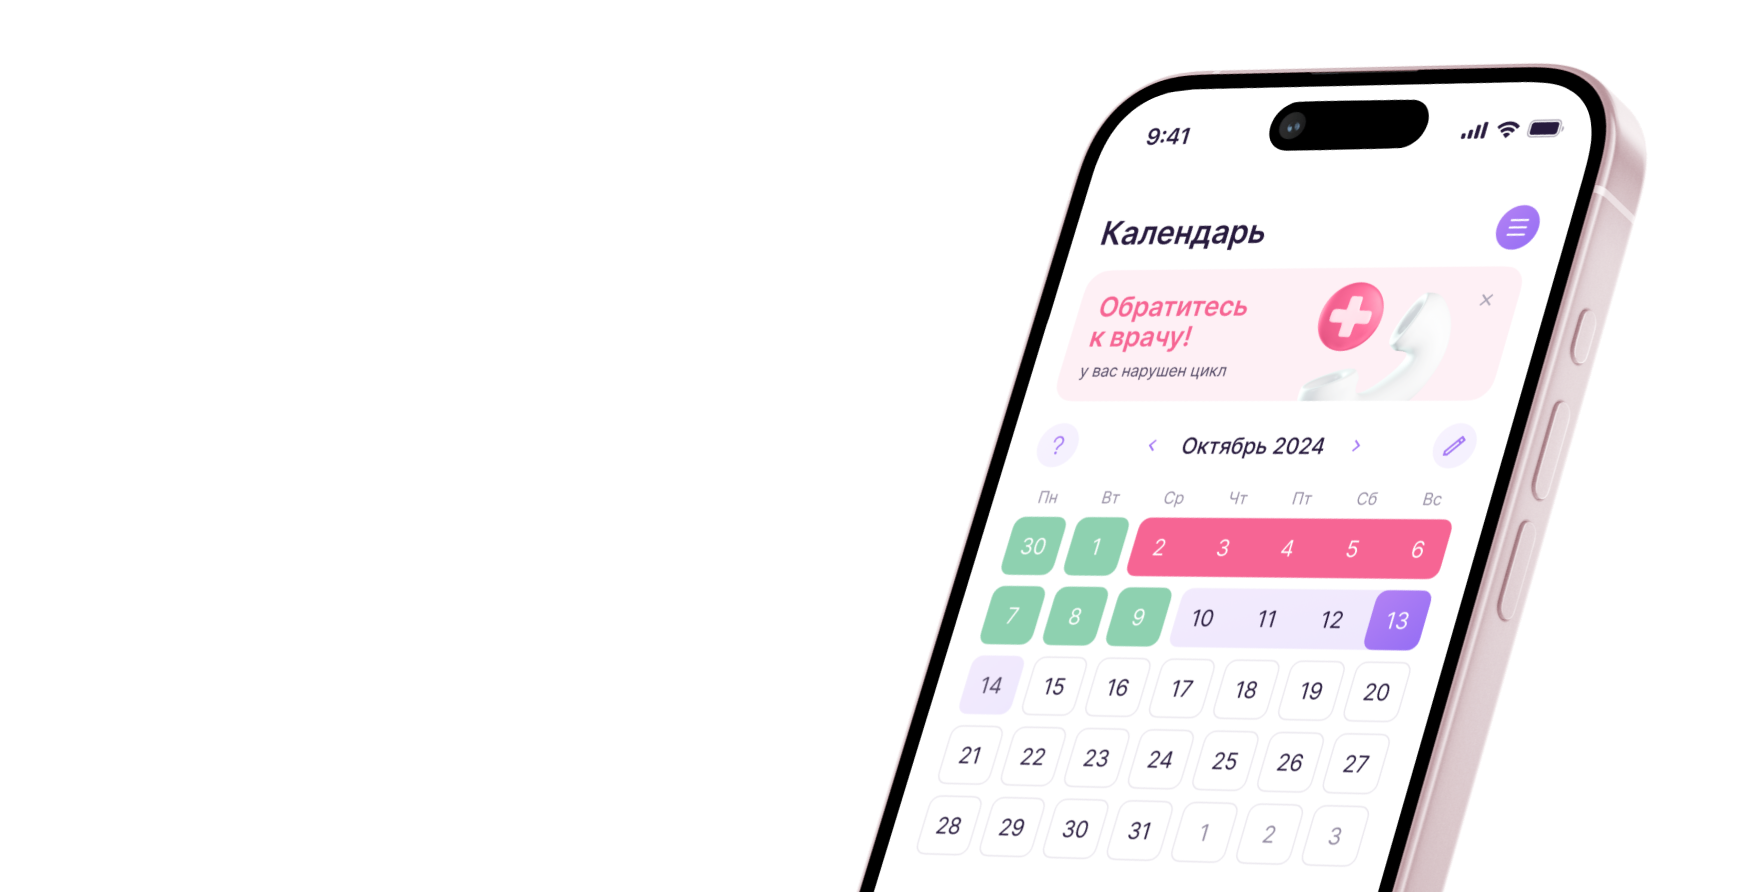 9:41
Календарь
Обратитесь
к врачу!
у вас нарушен цикл
?
Октябрь 2024
Пн Вт Ср Чт Пт Сб Вс
30 1 2 3 4 5 6
7 8 9 10 11 12 13
14 15 16 17 18 19 20
21 22 23 24 25 26 27
28 29 30 31 1 2 3